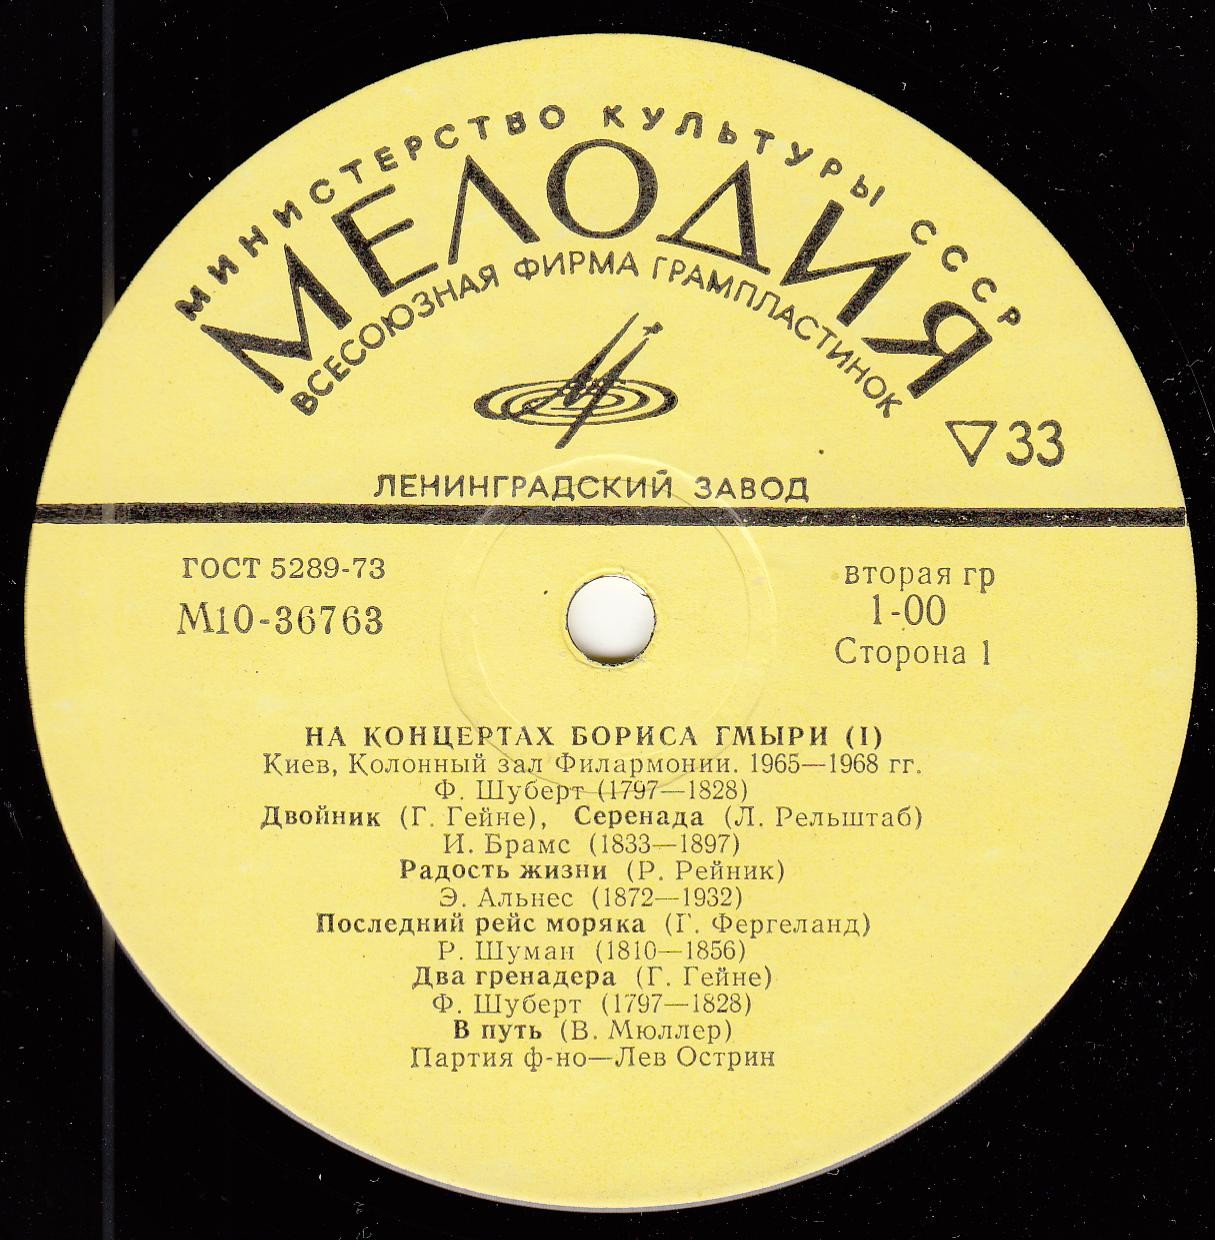 МИНИСТЕРСТВО КУЛЬТУРЫ СССР
МЕЛОДИЯ
ВСЕСОЮЗНАЯ ФИРМА ГРАМПЛАСТИНОК
33
ЛЕНИНГРАДСКИЙ ЗАВОД
ГОСТ 5289-73
М10-36763
вторая гр
1-00
Сторона 1
НА КОНЦЕРТАХ БОРИСА ГМЫРИ (I)
Киев, Колонный зал Филармонии. 1965—1968 гг.
Ф. Шуберт (1797—1828)
Двойник (Г. Гейне), Серенада (Л. Рельштаб)
И. Брамс (1833—1897)
Радость жизни (Р. Рейник)
Э. Альнес (1872—1932)
Последний рейс моряка (Г. Фергеланд)
Р. Шуман (1810—1856)
Два гренадера (Г. Гейне)
Ф. Шуберт (1797—1828)
В путь (В. Мюллер)
Партия ф-но—Лев Острин